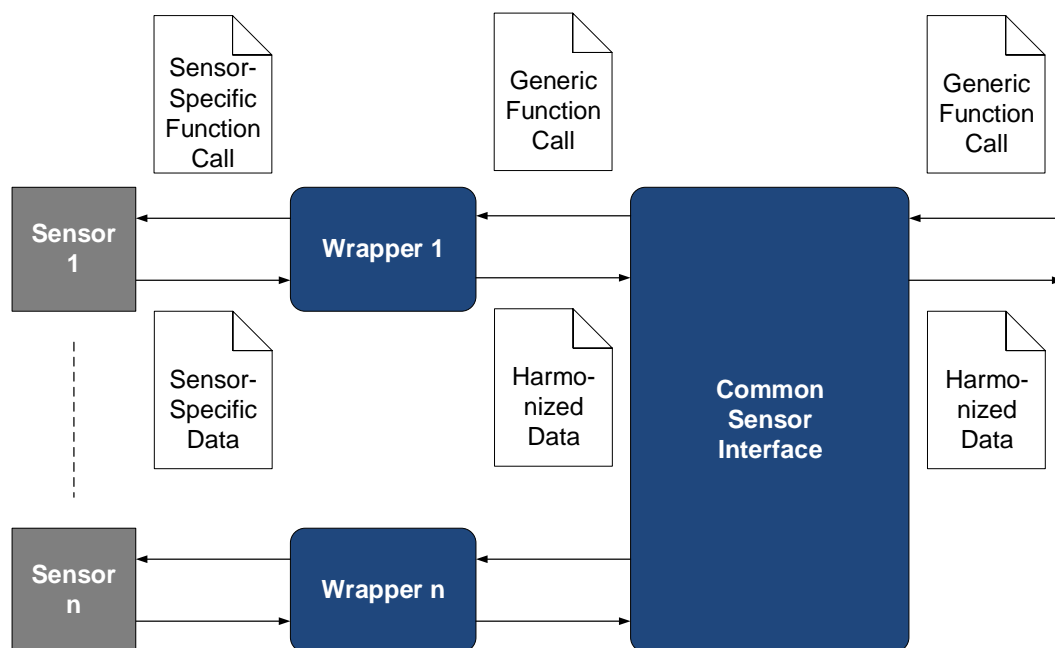 Sensor-
Specific
Function
Call
Generic
Function
Call
Generic
Function
Call
Sensor
1
Wrapper 1
Sensor-
Specific
Data
Harmo-
nized
Data
Common
Sensor
Interface
Harmo-
nized
Data
Sensor
n
Wrapper n